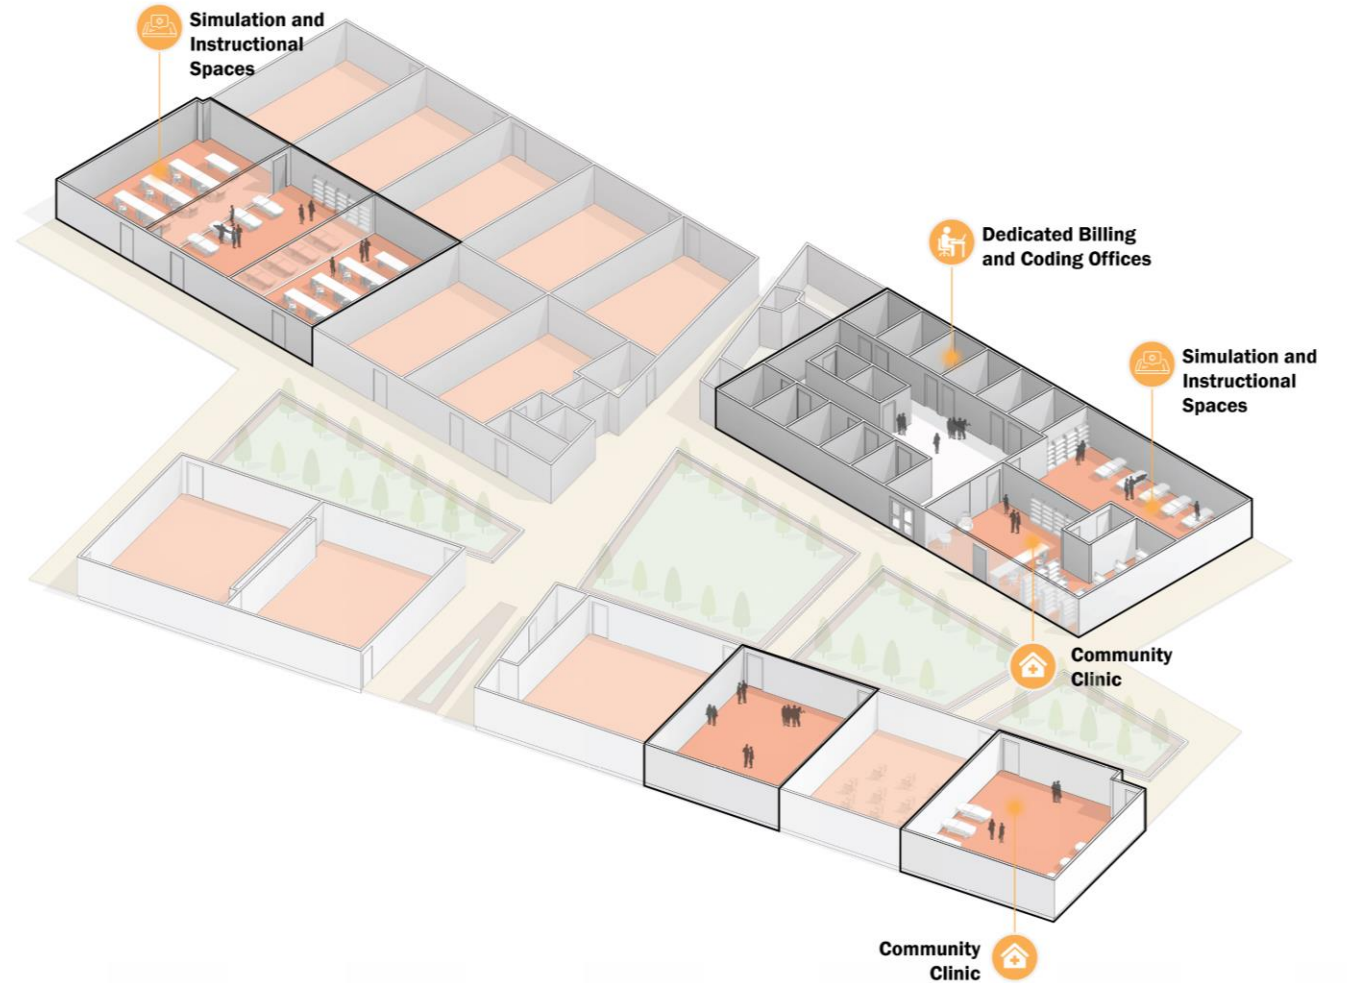 Simulation and
Instructional
Spaces
Dedicated Billing
and Coding Offices
Simulation and
Instructional
Spaces
Community
Clinic
Community
Clinic